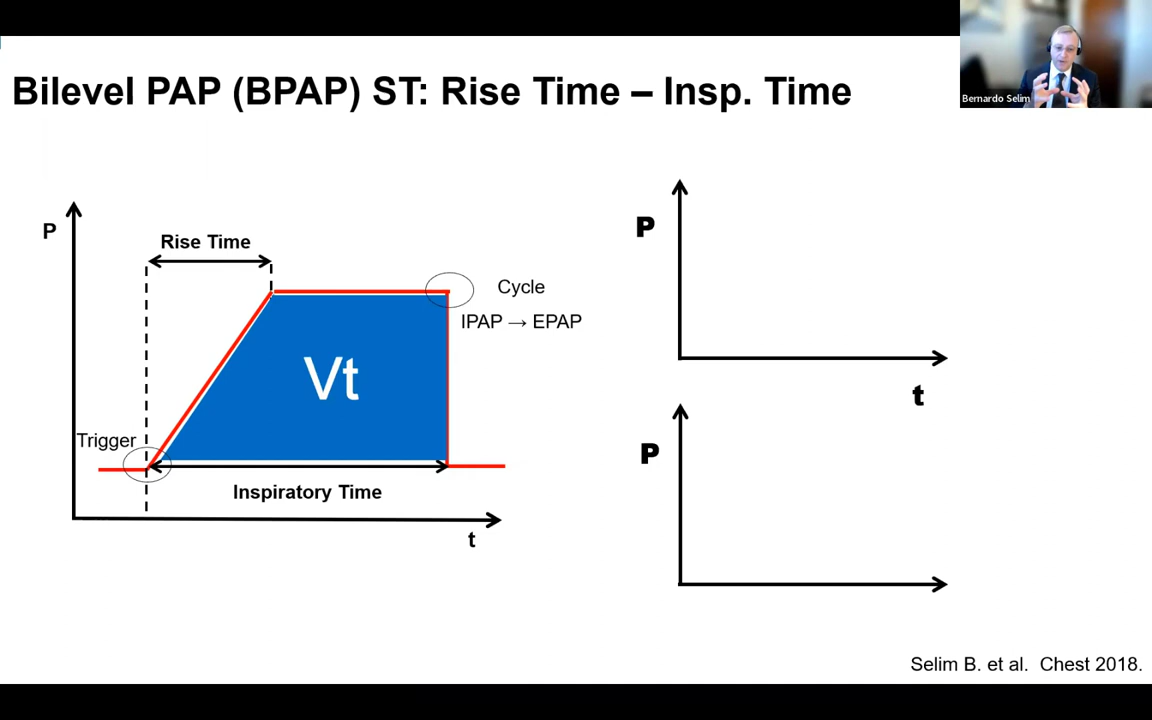 Bilevel PAP (BPAP) ST: Rise Time – Insp. Time
Bernardo Selim
P
Rise Time
Cycle
IPAP → EPAP
Vt
Trigger
Inspiratory Time
t
P
t
P
Selim B. et al. Chest 2018.